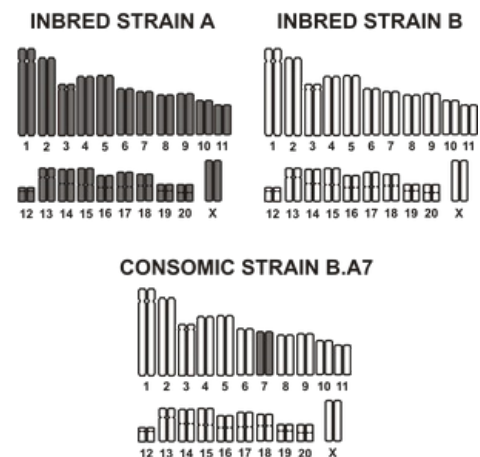 INBRED STRAIN A
INBRED STRAIN B
1 2 3 4 5 6 7 8 9 10 11
1 2 3 4 5 6 7 8 9 10 11
12 13 14 15 16 17 18 19 20 X
12 13 14 15 16 17 18 19 20 X
CONSOMIC STRAIN B.A7
1 2 3 4 5 6 7 8 9 10 11
12 13 14 15 16 17 18 19 20 X